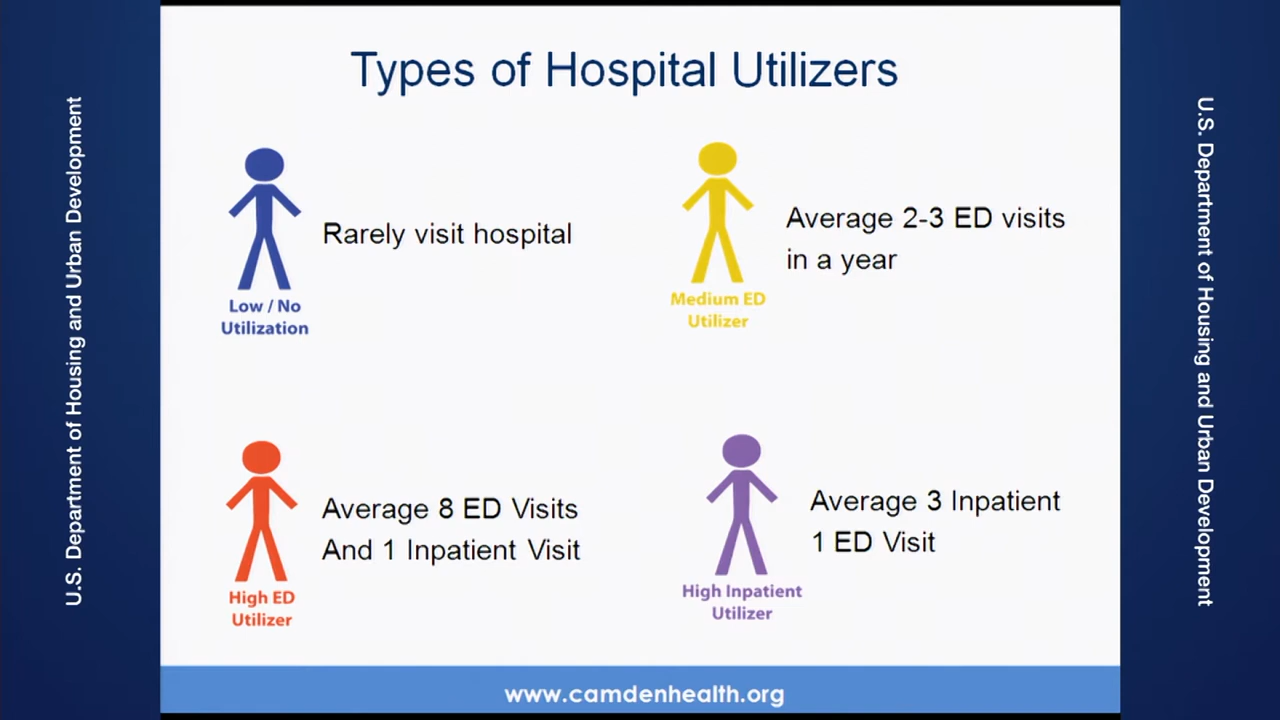 U.S. Department of Housing and Urban Development
Types of Hospital Utilizers
Rarely visit hospital
Low / No
Utilization
Average 2-3 ED visits
in a year
Medium ED
Utilizer
Average 8 ED Visits
And 1 Inpatient Visit
High ED
Utilizer
Average 3 Inpatient
1 ED Visit
High Inpatient
Utilizer
www.camdenhealth.org
U.S. Department of Housing and Urban Development